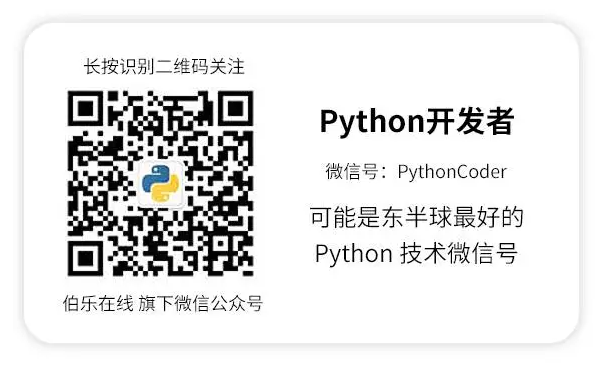 长按识别二维码关注
伯乐在线 旗下微信公众号
Python开发者
微信号：PythonCoder
可能是东半球最好的
Python 技术微信号